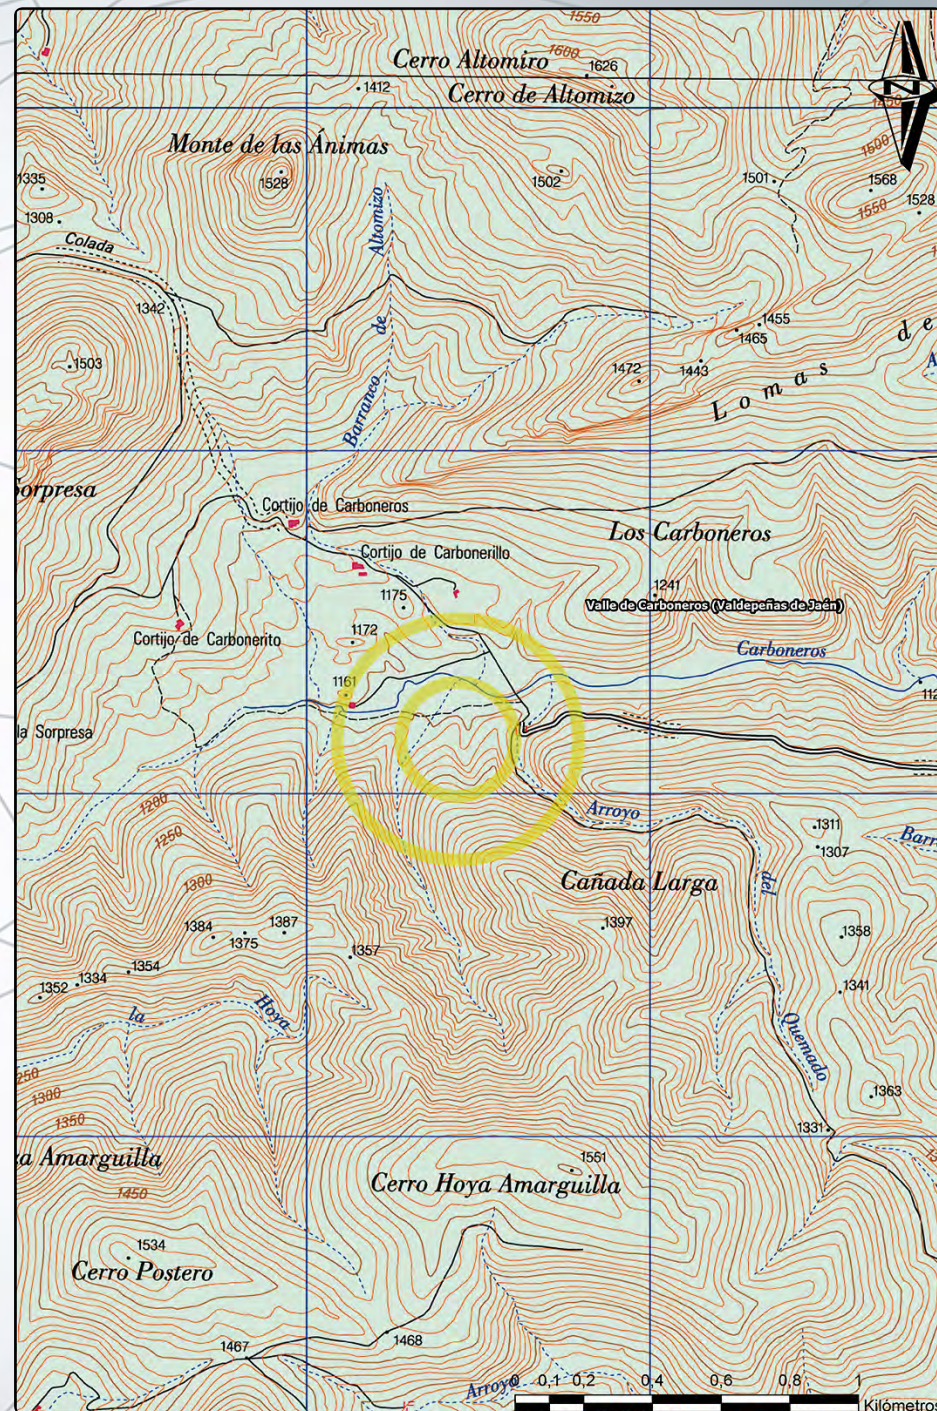 1550
1600
Cerro Altomiro
1626
1412
Cerro de Altomizo
1450
N
Monte de las Ánimas
1500
1335
1528
1502
1501
1568
1528
1308
1550
Altomizo
Colada
1342
de
1455
1465
de
1503
1472
1443
Lomas
Barranco
Sorpresa
Cortijo de Carboneros
Los Carboneros
Cortijo de Carbonerillo
1175
1241
Valle de Carboneros (Valdepeñas de Jaén)
Cortijo de Carbonerito
1172
Carboneros
1161
la Sorpresa
1200
1250
Arroyo
1311
1307
1300
Cañada Larga
del
1384
1387
1375
1397
1358
1357
1354
1334
1352
1341
la
Hoya
Quemado
1300
1350
1363
1331
Amarguilla
1551
Cerro Hoya Amarguilla
1450
1534
Cerro Postero
1467
1468
Arroyo
0 0,1 0,2 0,4 0,6 0,8 1
Kilómetros